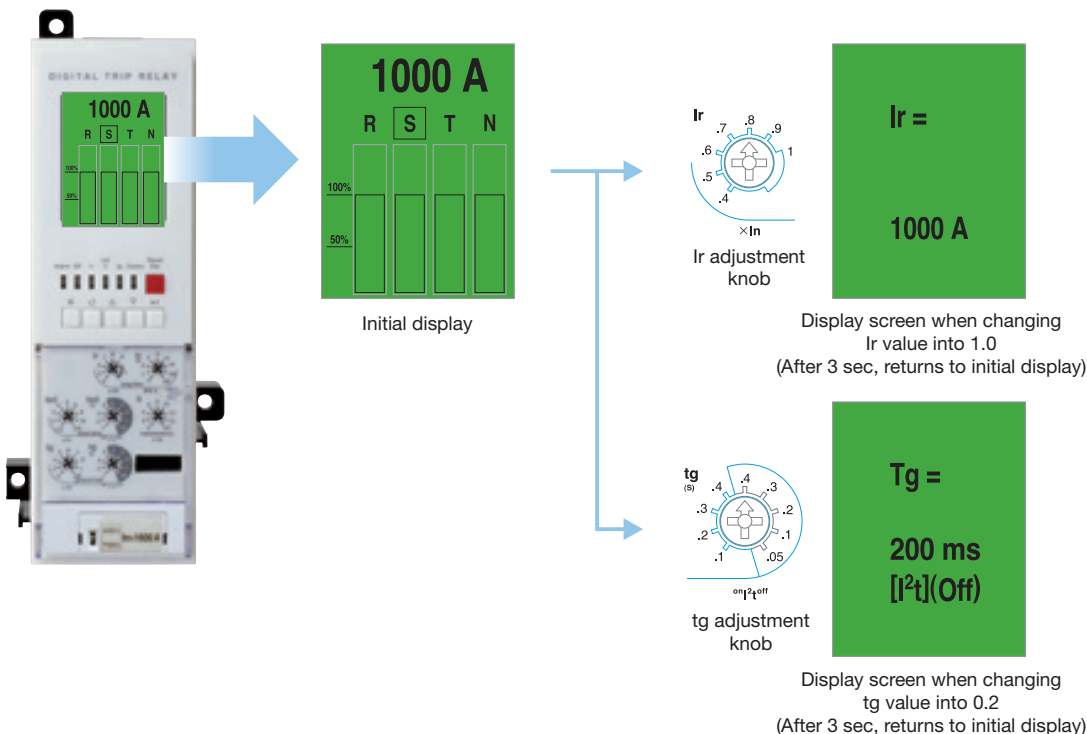 DIGITAL TRIP RELAY
1000 A
R S T N
100%
50%
1000 A
R S T N
100%
50%
Initial display
Ir
.4 .5 .6 .7 .8 .9 1
×In
Ir adjustment
knob
Ir =
1000 A
Display screen when changing
Ir value into 1.0
(After 3 sec, returns to initial display)
tg
(S)
.1 .2 .3 .4 .4 .3 .2 .1 .05
on I²t off
tg adjustment
knob
Tg =
200 ms
[I²t](Off)
Display screen when changing
tg value into 0.2
(After 3 sec, returns to initial display)